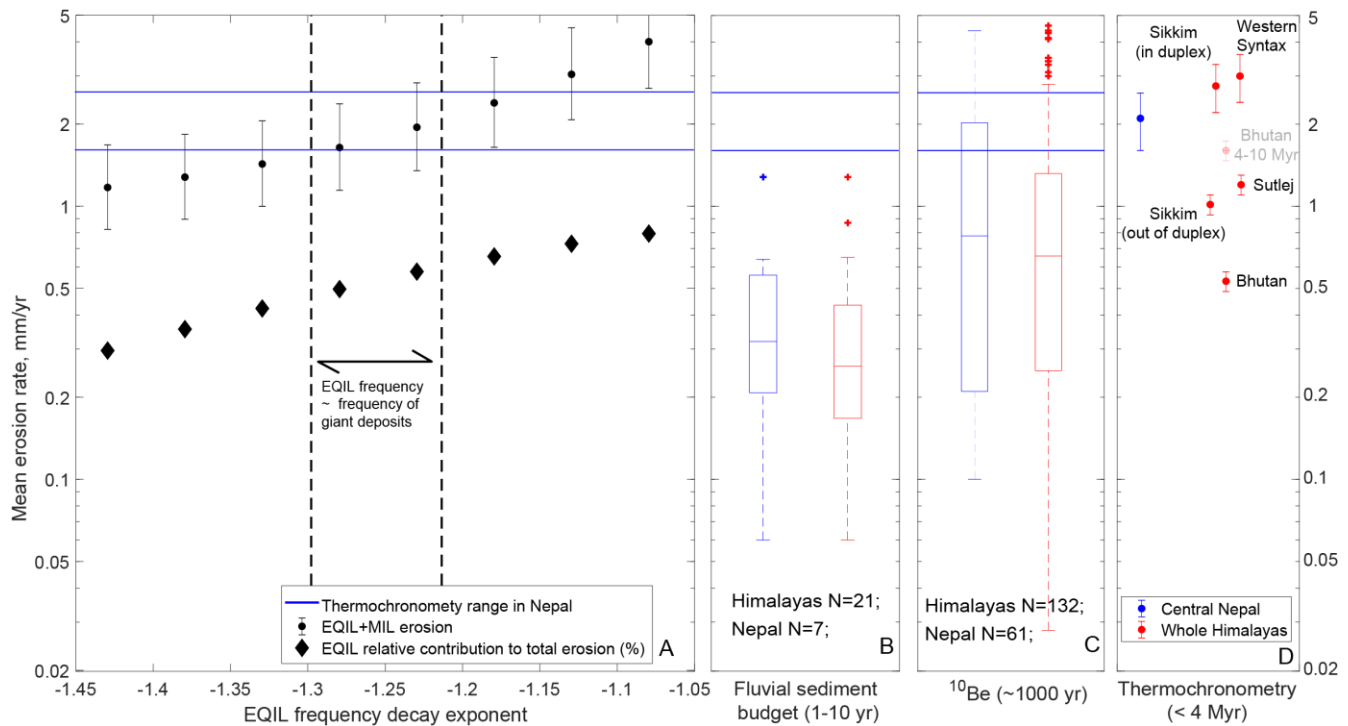 Mean erosion rate, mm/yr
5
2
1
0.5
0.2
0.1
0.05
0.02
EQIL frequency
~ frequency of
giant deposits
Thermochronomety range in Nepal
EQIL+MIL erosion
EQIL relative contribution to total erosion (%)
A
-1.45 -1.4 -1.35 -1.3 -1.25 -1.2 -1.15 -1.1 -1.05
EQIL frequency decay exponent
Himalayas N=21;
Nepal N=7;
B
Fluvial sediment
budget (1-10 yr)
Himalayas N=132;
Nepal N=61;
C
¹⁰Be (~1000 yr)
Sikkim
(in duplex)
Western
Syntax
Bhutan
4-10 Myr
Sutlej
Sikkim
(out of duplex)
Bhutan
Central Nepal
Whole Himalayas
D
Thermochronometry
(< 4 Myr)
5
2
1
0.5
0.2
0.1
0.05
0.02